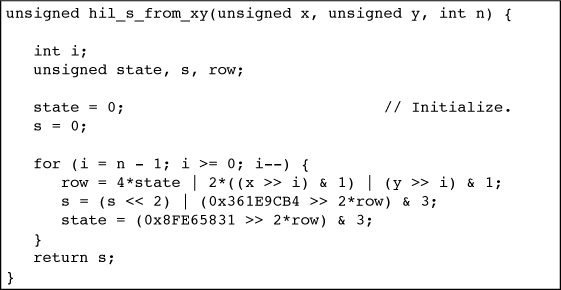 unsigned hil_s_from_xy(unsigned x, unsigned y, int n) {
int i;
unsigned state, s, row;
state = 0; // Initialize.
s = 0;
for (i = n - 1; i >= 0; i--) {
row = 4*state | 2*((x >> i) & 1) | (y >> i) & 1;
s = (s << 2) | (0x361E9CB4 >> 2*row) & 3;
state = (0x8FE65831 >> 2*row) & 3;
}
return s;
}